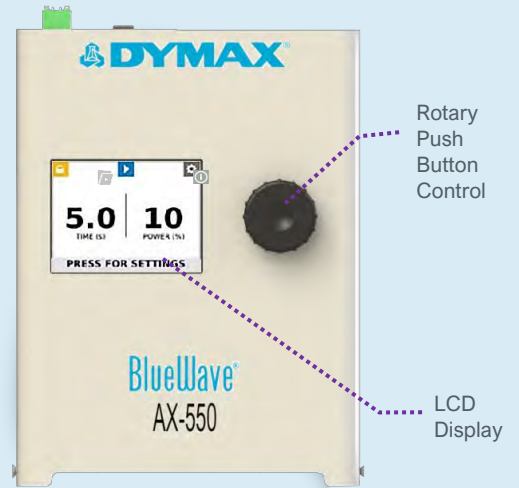 DYMAX®
Rotary
Push
Button
Control
5.0
10
TIME (S)
POWER (%)
PRESS FOR SETTINGS
BlueWave®
AX-550
LCD
Display